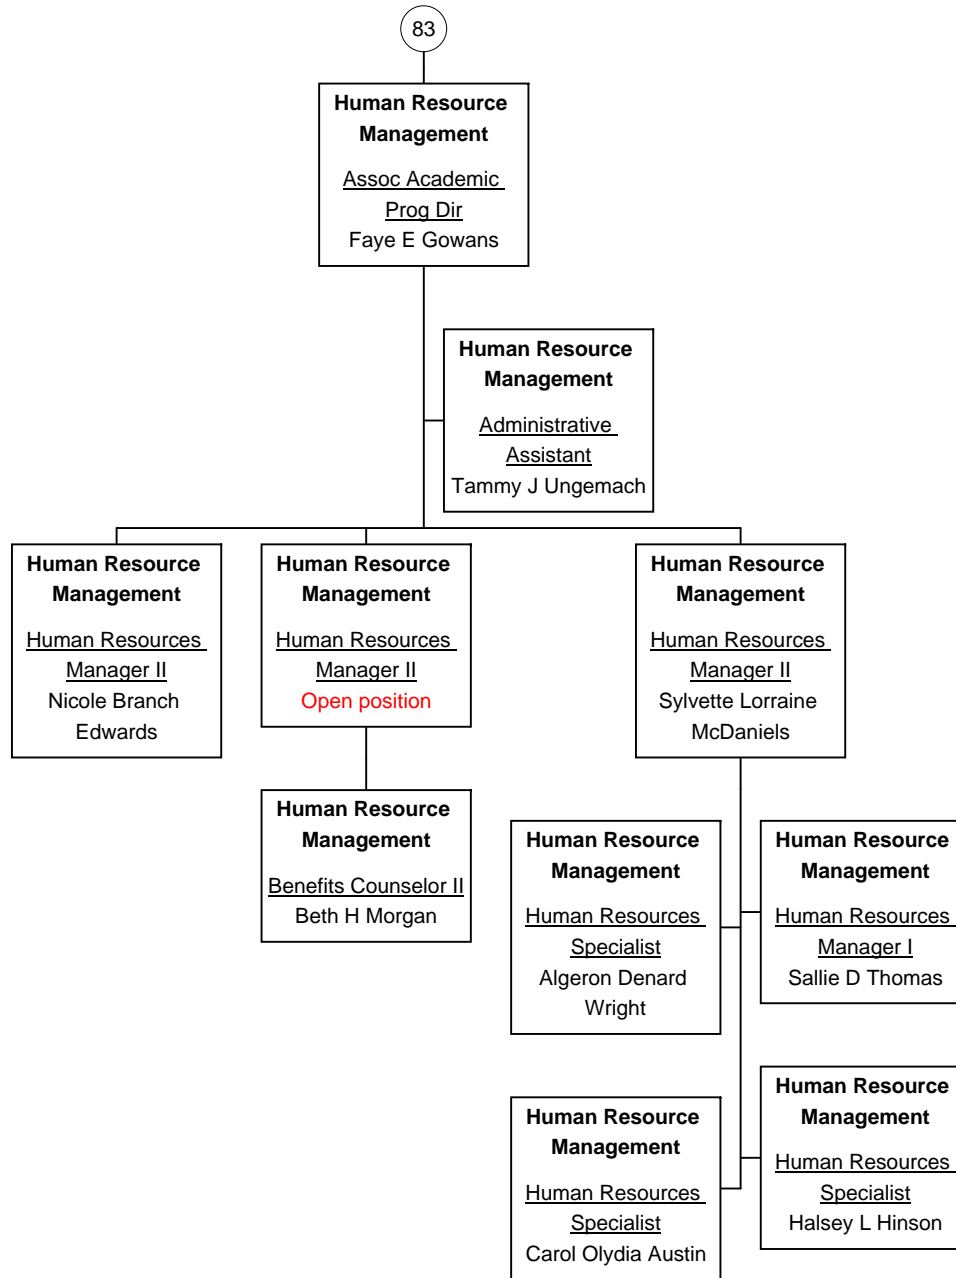 83
Human Resource
Management
Assoc Academic
Prog Dir
Faye E Gowans
Human Resource
Management
Administrative
Assistant
Tammy J Ungemach
Human Resource
Management
Human Resources
Manager II
Nicole Branch
Edwards
Human Resource
Management
Human Resources
Manager II
Open position
Human Resource
Management
Human Resources
Manager II
Sylvette Lorraine
McDaniels
Human Resource
Management
Benefits Counselor II
Beth H Morgan
Human Resource
Management
Human Resources
Specialist
Algeron Denard
Wright
Human Resource
Management
Human Resources
Manager I
Sallie D Thomas
Human Resource
Management
Human Resources
Specialist
Carol Olydia Austin
Human Resource
Management
Human Resources
Specialist
Halsey L Hinson